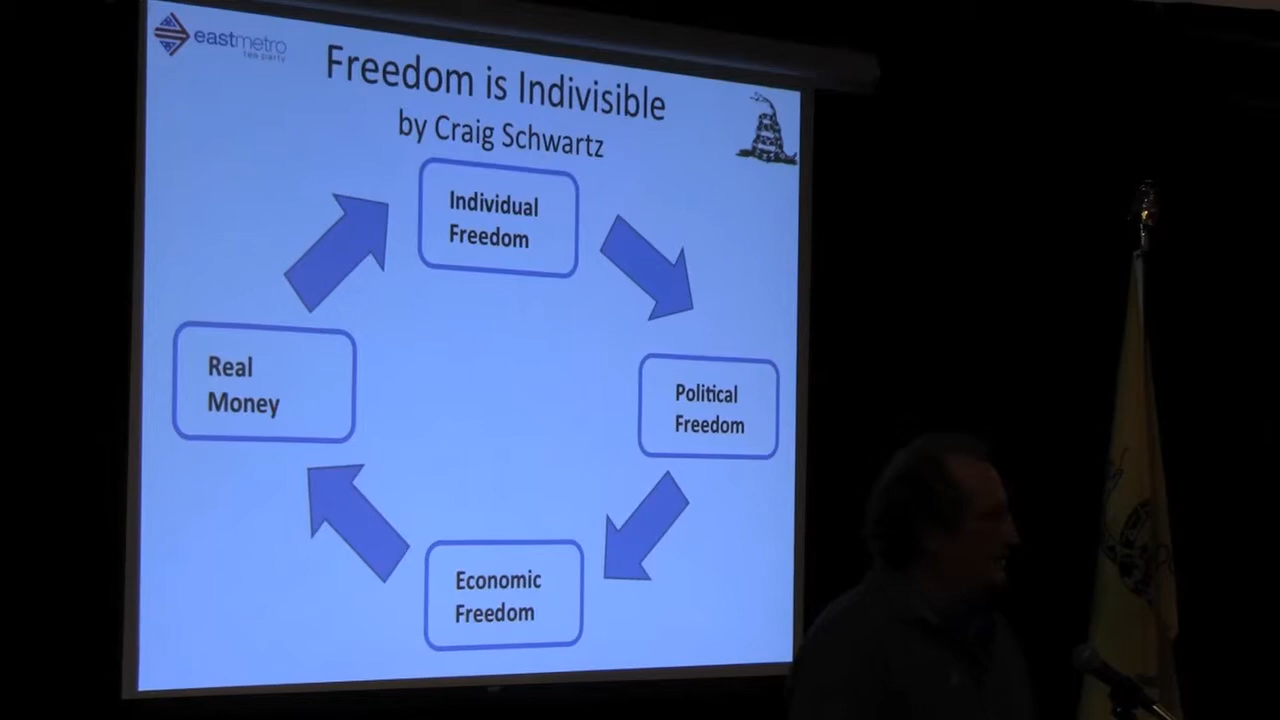 eastmetro
tea party
Freedom is Indivisible
by Craig Schwartz
Individual
Freedom
Real
Money
Political
Freedom
Economic
Freedom